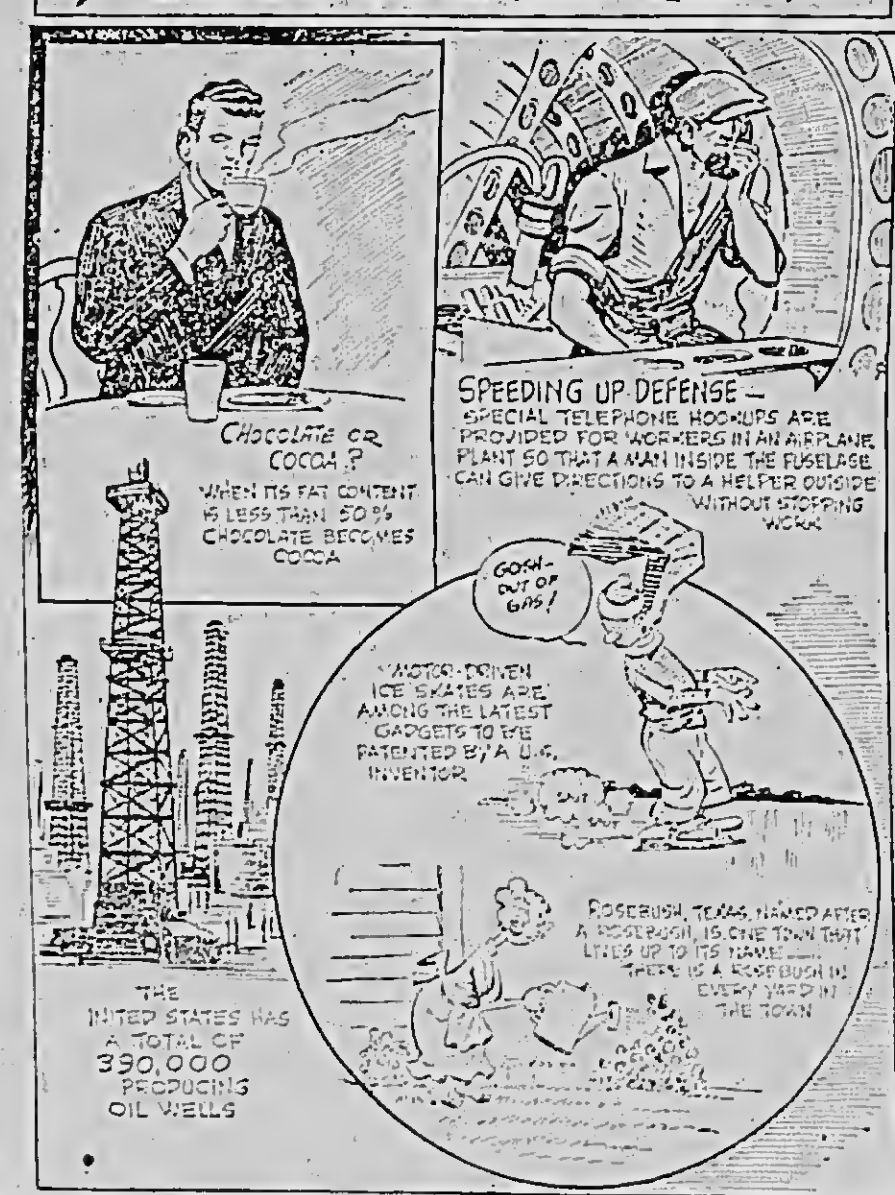 CHOCOLATE OR
COCOA?
WHEN ITS FAT CONTENT
IS LESS THAN 50%
CHOCOLATE BECOMES
COCOA
SPEEDING UP DEFENSE —
SPECIAL TELEPHONE HOOKUPS ARE
PROVIDED FOR WORKERS IN AN AIRPLANE
PLANT SO THAT A MAN INSIDE THE FUSELAGE
CAN GIVE DIRECTIONS TO A HELPER OUTSIDE
WITHOUT STOPPING
WORK
GOSH-
OUT OF
GAS!
MOTOR-DRIVEN
ICE SKATES ARE
AMONG THE LATEST
GADGETS TO BE
PATENTED BY A U.S.
INVENTOR
ROSEBUSH, TEXAS, NAMED AFTER
A ROSEBUSH, IS ONE TOWN THAT
LIVES UP TO ITS NAME......
THERE IS A ROSEBUSH IN
EVERY YARD IN
THE TOWN
THE
UNITED STATES HAS
A TOTAL OF
390,000
PRODUCING
OIL WELLS